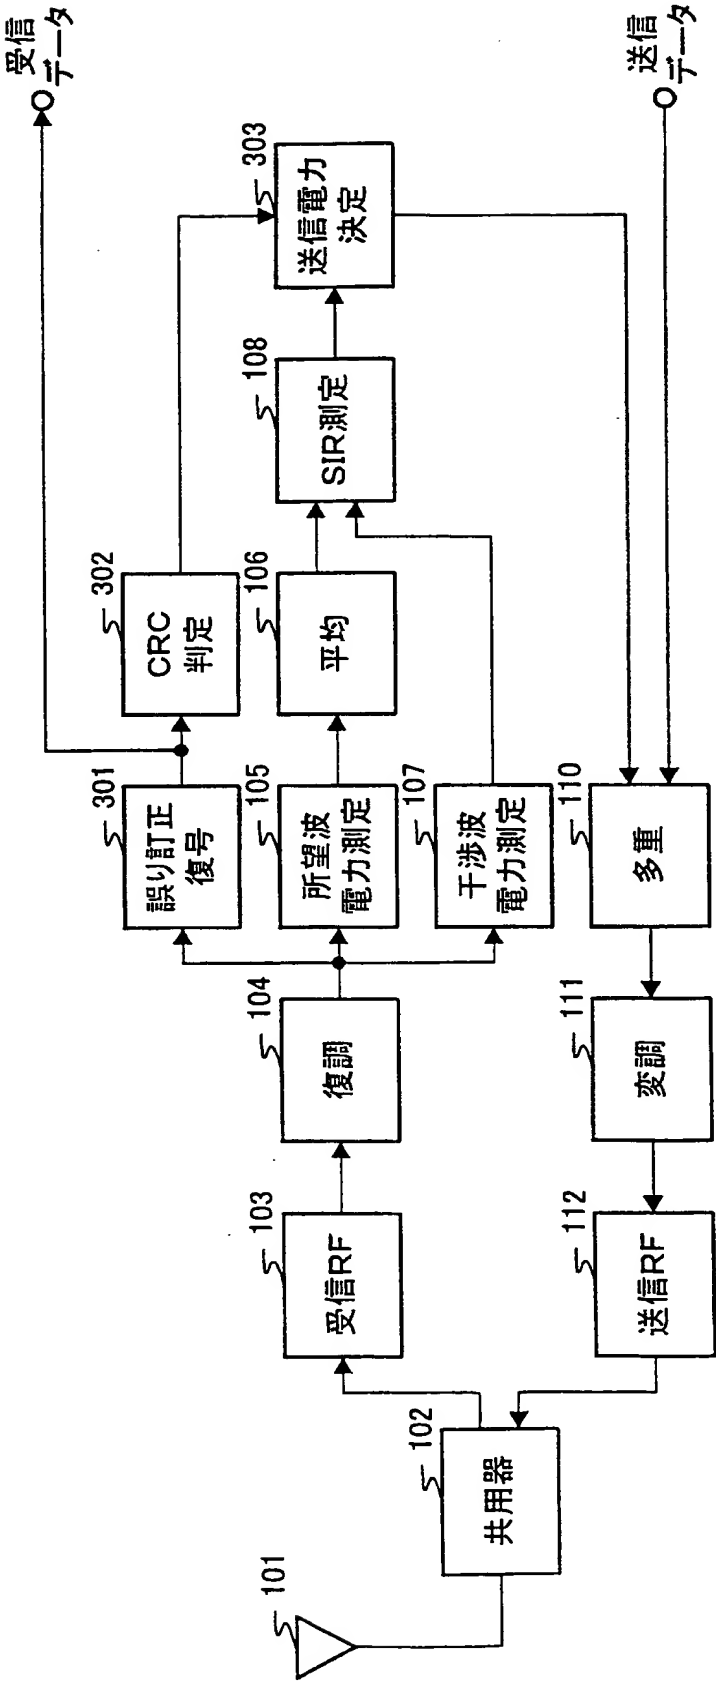 101
102
共用器
103
受信RF
104
復調
301
誤り訂正
復号
302
CRC
判定
受信
データ
105
所望波
電力測定
106
平均
107
干渉波
電力測定
108
SIR測定
303
送信電力
決定
送信
データ
110
多重
111
変調
112
送信RF